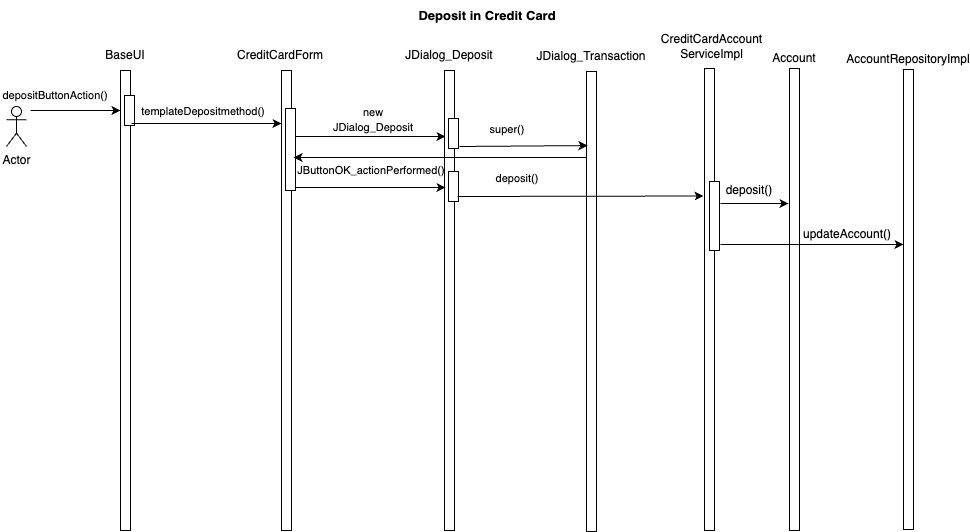 Deposit in Credit Card
BaseUI
CreditCardForm
JDialog_Deposit
JDialog_Transaction
CreditCardAccount
ServiceImpl
Account
AccountRepositoryImpl
depositButtonAction()
Actor
templateDepositmethod()
new
JDialog_Deposit
super()
JButtonOK_actionPerformed()
deposit()
deposit()
updateAccount()